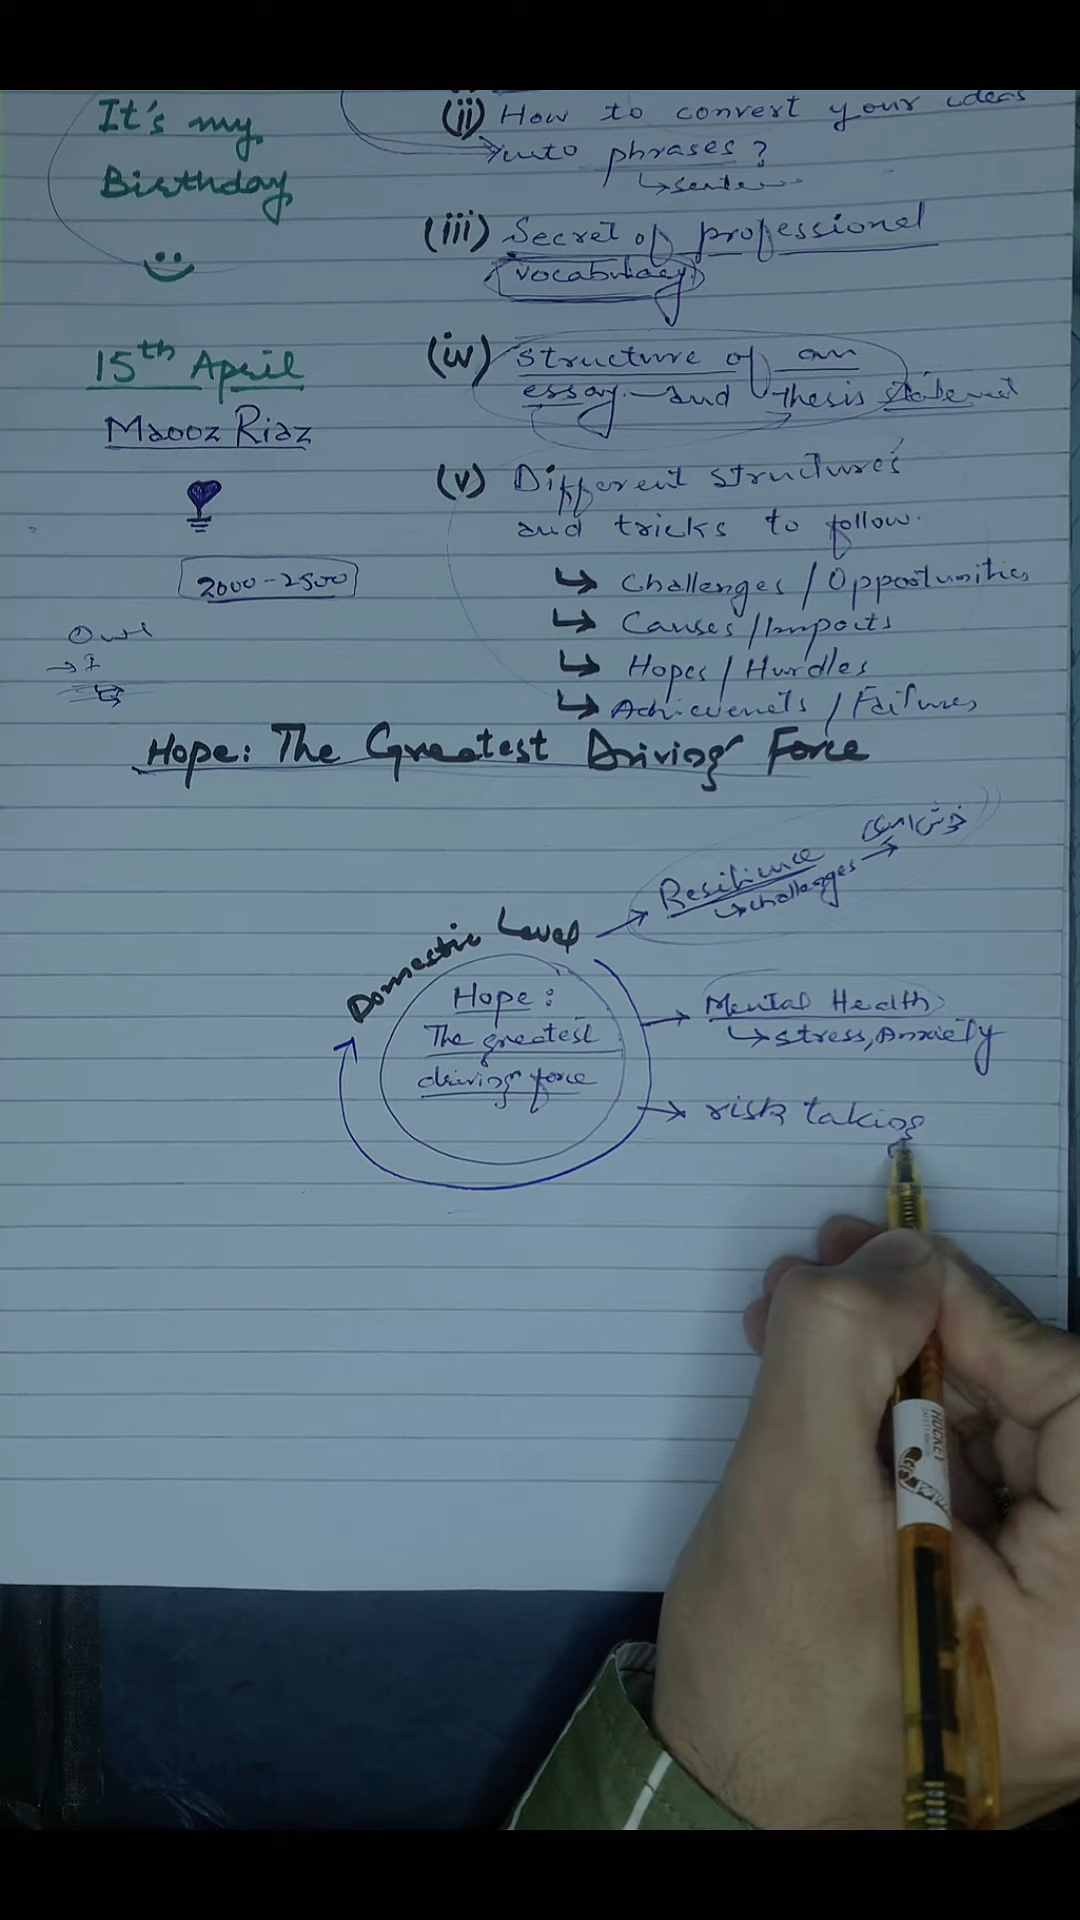 It's my
Birthday
15th April
Maooz Riaz
2000-2500
(ii) How to convert your ideas
into phrases?
(iii) Secret of professional
vocabulary
(iv) structure of an
essay and thesis statement
(v) Different structures
and tricks to follow.
Challenges / Opportunities
Causes / Impacts
Hopes / Hurdles
Achievements / Failures
Hope: The Greatest Driving Force
Domestic Level
Hope:
The greatest
driving force
Resilience
challenges
Mental Health
stress, Anxiety
risk taking
ROCKET